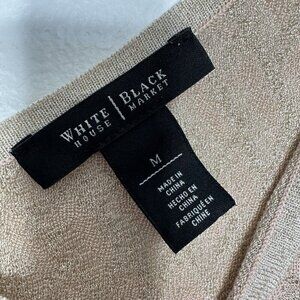 WHITE | BLACK
HOUSE | MARKET
M
MADE IN
CHINA
HECHO EN
CHINA
FABRIQUÉ EN
CHINE